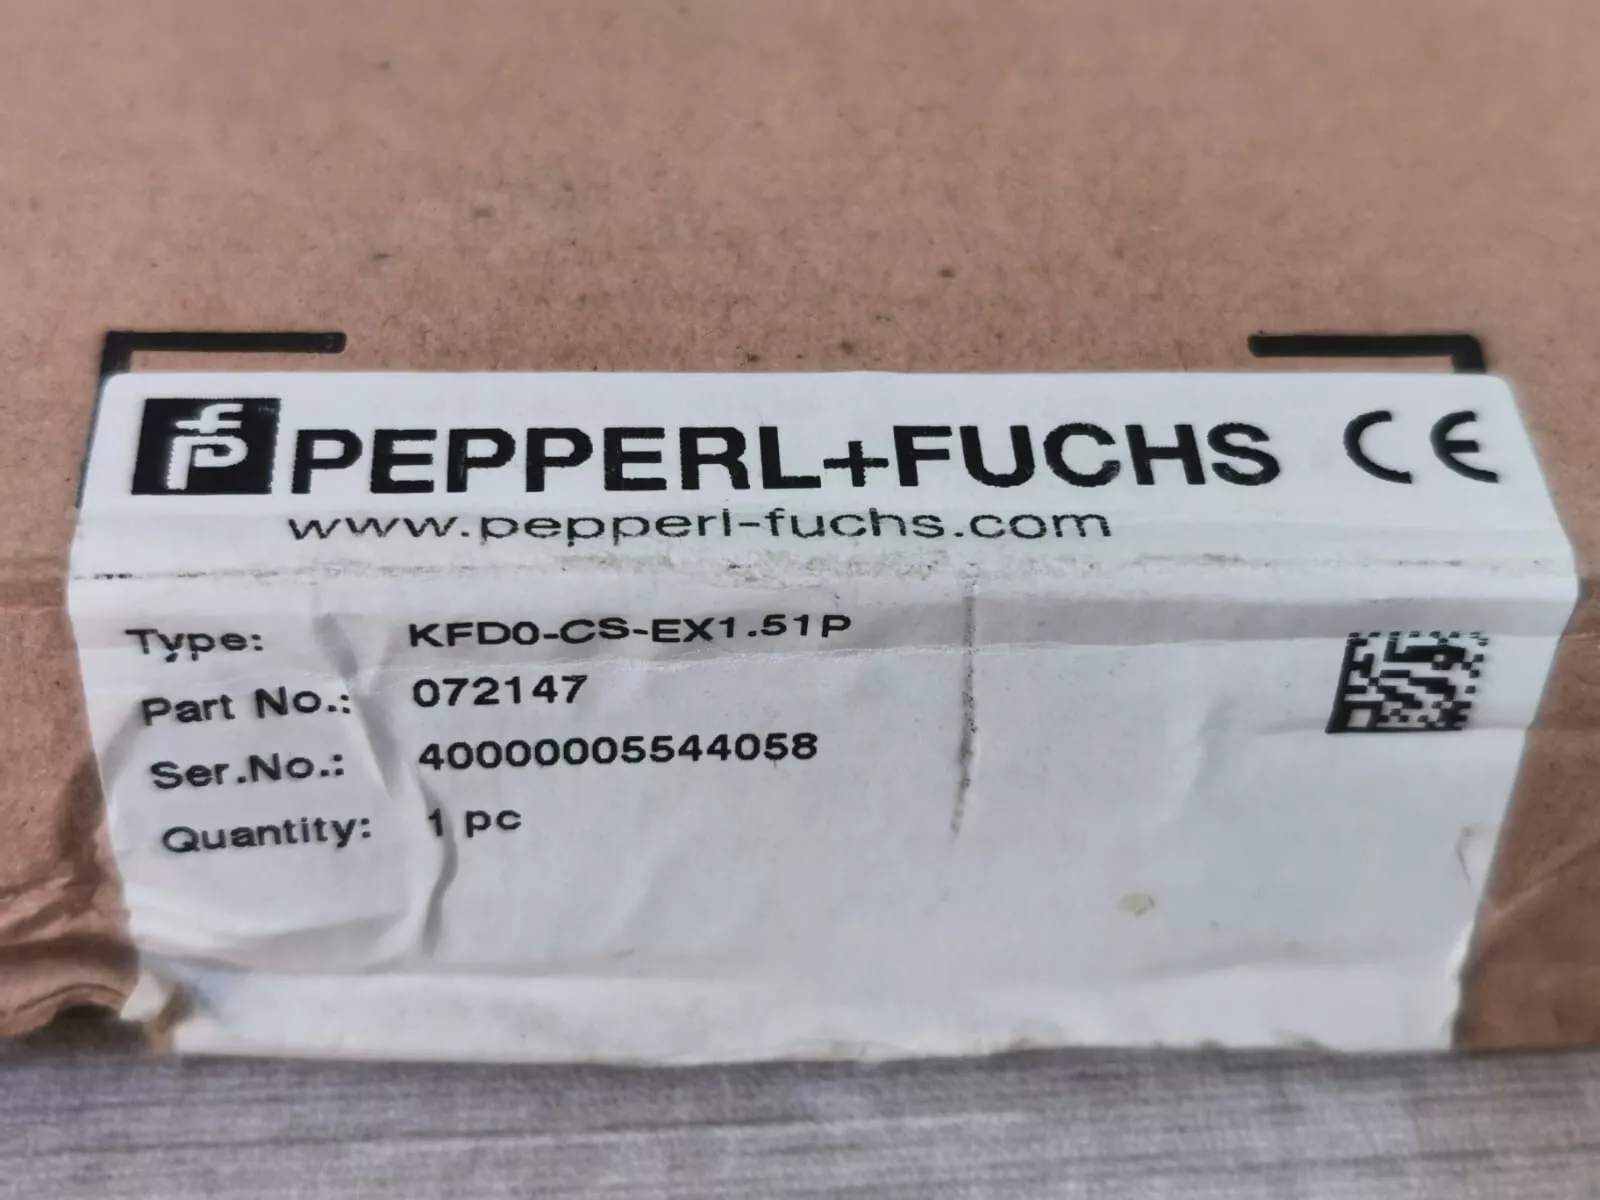 PEPPERL+FUCHS CE
www.pepperl-fuchs.com
Type: KFD0-CS-EX1.51P
Part No.: 072147
Ser.No.: 40000005544058
Quantity: 1 pc